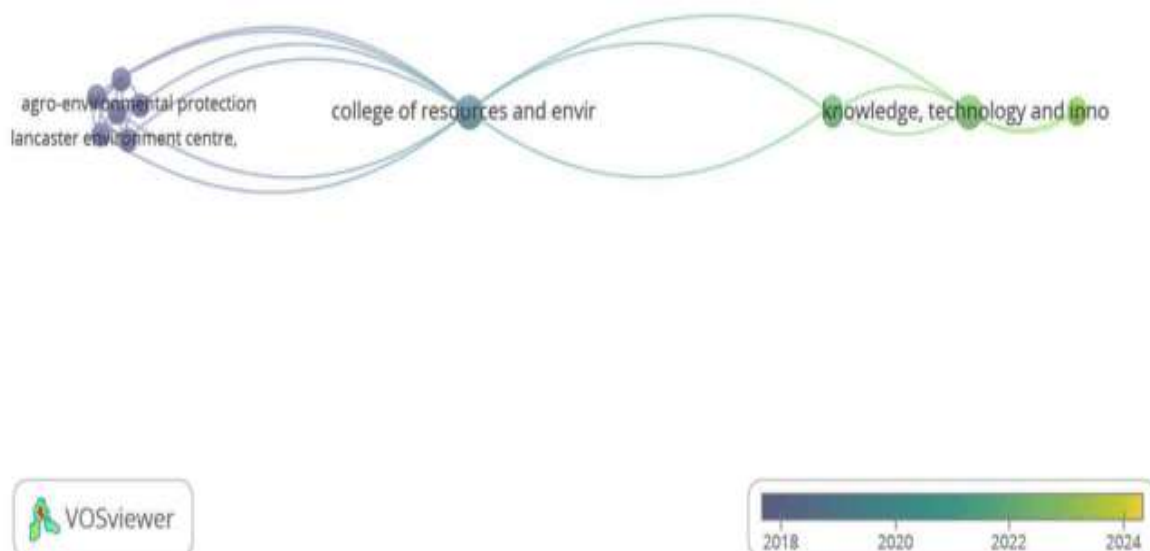 agro-environmental protection
lancaster environment centre,
college of resources and envir
knowledge, technology and inno
VOSviewer
2018 2020 2022 2024